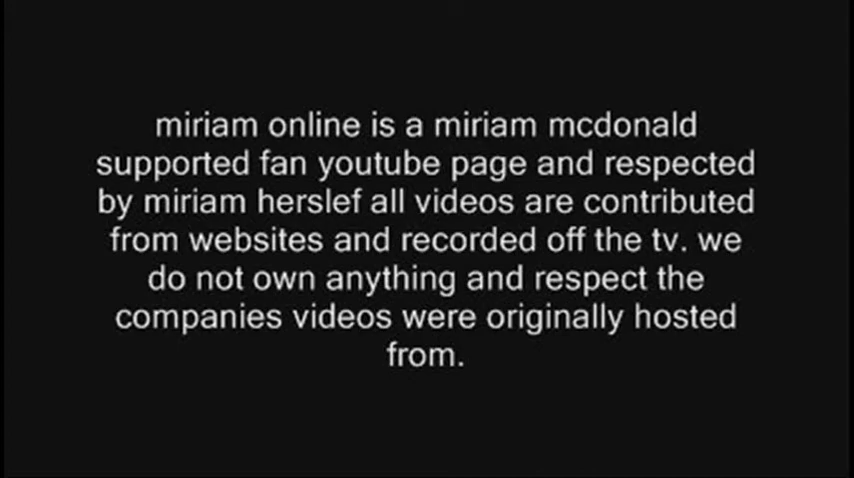 miriam online is a miriam mcdonald
supported fan youtube page and respected
by miriam herslef all videos are contributed
from websites and recorded off the tv. we
do not own anything and respect the
companies videos were originally hosted
from.